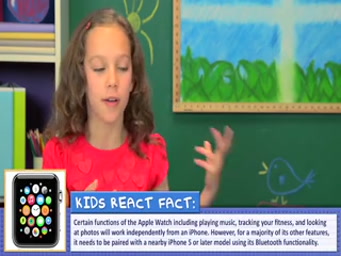 KIDS REACT FACT:
Certain functions of the Apple Watch including playing music, tracking your fitness, and looking
at photos will work independently from an iPhone. However, for a majority of its other features,
it needs to be paired with a nearby iPhone 5 or later model using its Bluetooth functionality.